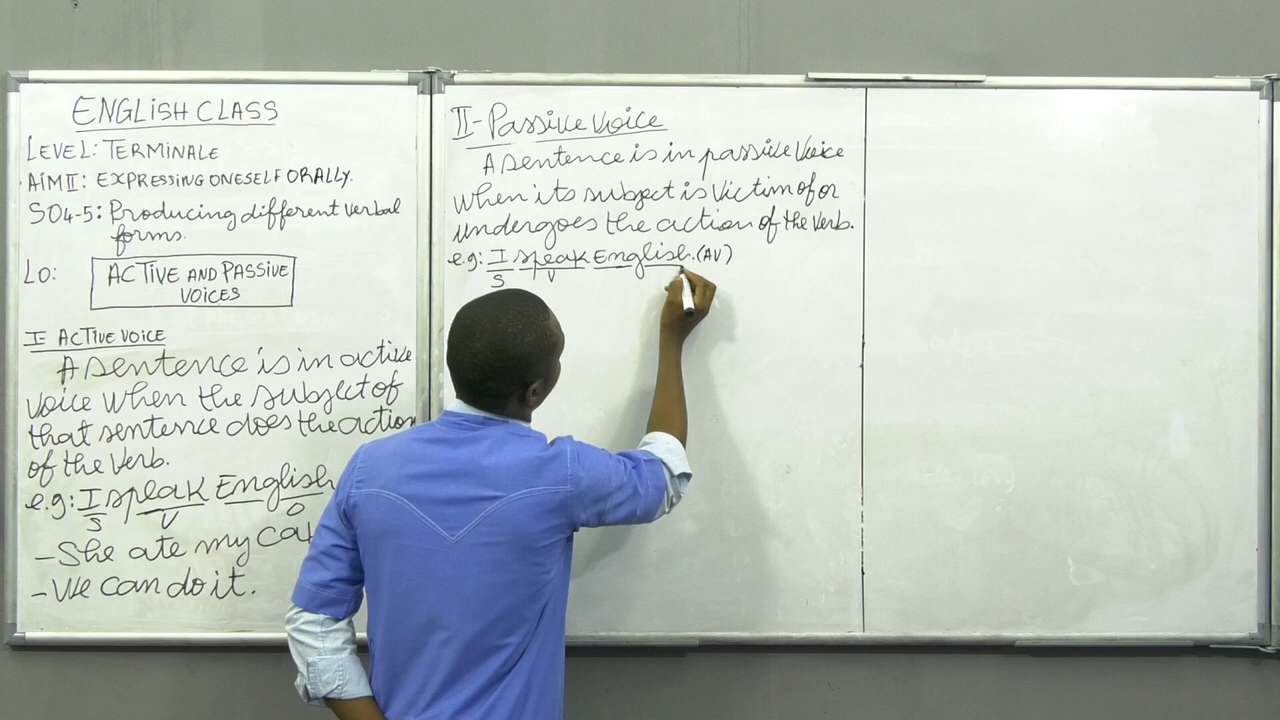 ENGLISH CLASS
LEVEL: TERMINALE
AIM II: EXPRESSING ONESELF ORALLY.
SO4-5: Producing different verbal
forms.
LO: ACTIVE AND PASSIVE
VOICES
I- ACTIVE VOICE
A sentence is in active
voice when the subject of
that sentence does the action
of the verb.
e.g: I speak English
S V O
- She ate my
- We can do it.
II- Passive Voice
A sentence is in passive voice
when its subject is victim of or
undergoes the action of the verb.
e.g: I speak English. (AV)
S V